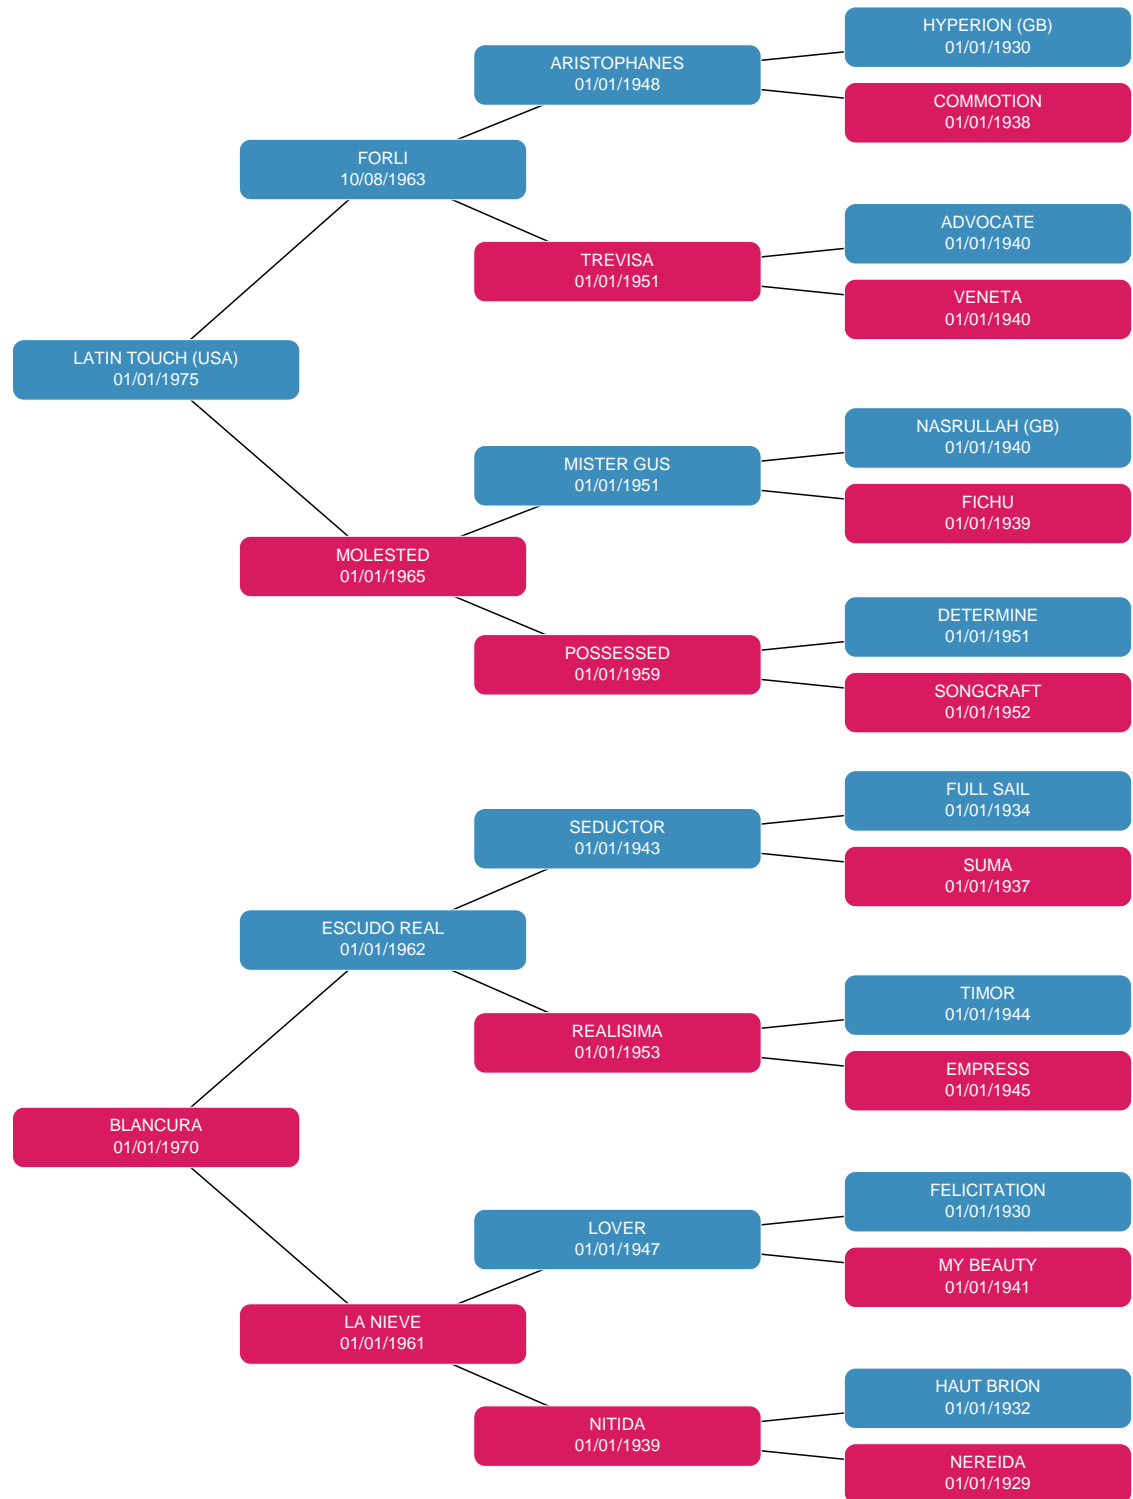 HYPERION (GB)
01/01/1930
ARISTOPHANES
01/01/1948
COMMOTION
01/01/1938
FORLI
10/08/1963
ADVOCATE
01/01/1940
TREVISA
01/01/1951
VENETA
01/01/1940
LATIN TOUCH (USA)
01/01/1975
NASRULLAH (GB)
01/01/1940
MISTER GUS
01/01/1951
FICHU
01/01/1939
MOLESTED
01/01/1965
DETERMINE
01/01/1951
POSSESSED
01/01/1959
SONGCRAFT
01/01/1952
FULL SAIL
01/01/1934
SEDUCTOR
01/01/1943
SUMA
01/01/1937
ESCUDO REAL
01/01/1962
TIMOR
01/01/1944
REALISIMA
01/01/1953
EMPRESS
01/01/1945
BLANCURA
01/01/1970
FELICITATION
01/01/1930
LOVER
01/01/1947
MY BEAUTY
01/01/1941
LA NIEVE
01/01/1961
HAUT BRION
01/01/1932
NITIDA
01/01/1939
NEREIDA
01/01/1929